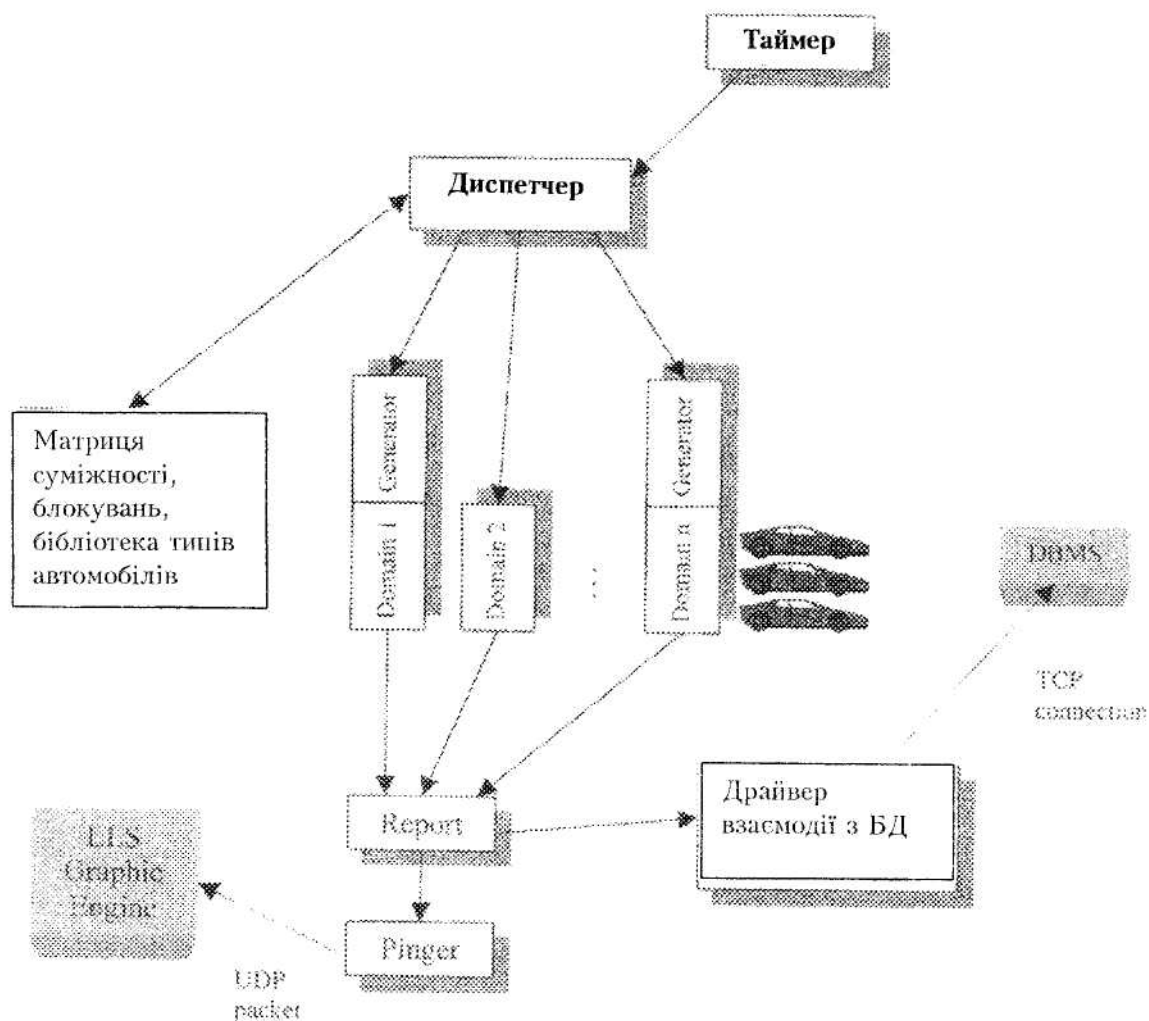 Таймер
Диспетчер
Матриця
суміжності,
блокувань,
бібліотека типів
автомобілів
Generator
Domain 1
Domain 2
...
Generator
Domain n
DBMS
TCP
connection
Report
Драйвер
взаємодії з БД
Graphic
Engine
Pinger
UDP
packet